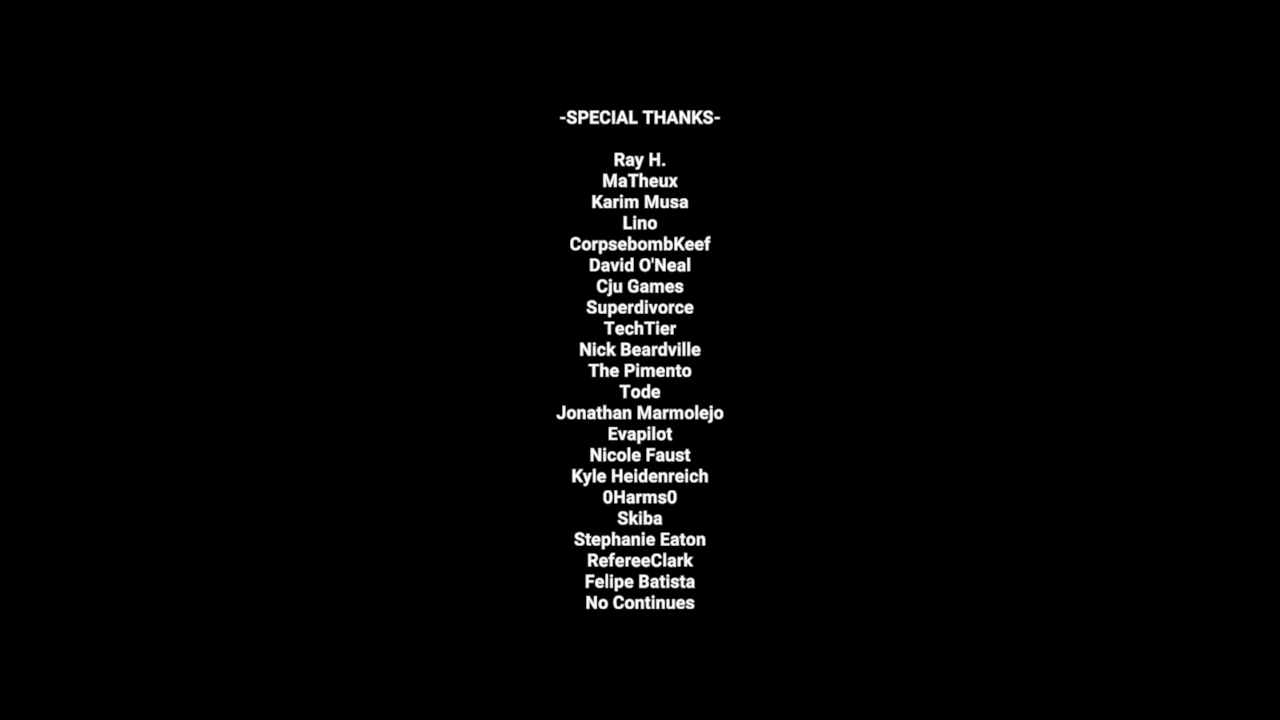 -SPECIAL THANKS-
Ray H.
MaTheux
Karim Musa
Lino
CorpsebombKeef
David O'Neal
Cju Games
Superdivorce
TechTier
Nick Beardville
The Pimento
Tode
Jonathan Marmolejo
Evapilot
Nicole Faust
Kyle Heidenreich
0Harms0
Skiba
Stephanie Eaton
RefereeClark
Felipe Batista
No Continues